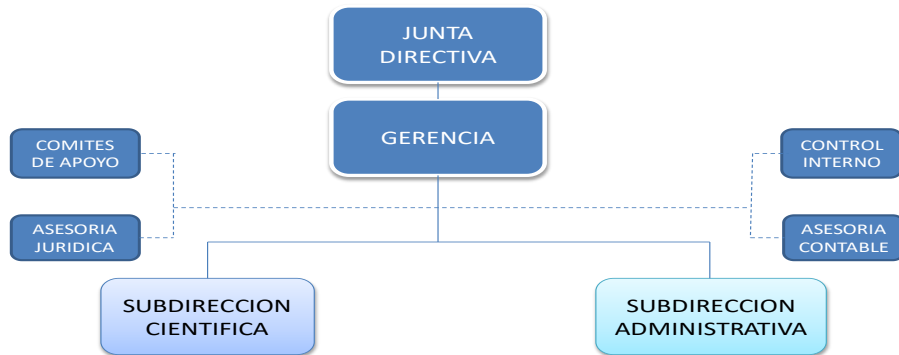 JUNTA
DIRECTIVA
GERENCIA
COMITES
DE APOYO
CONTROL
INTERNO
ASESORIA
JURIDICA
ASESORIA
CONTABLE
SUBDIRECCION
CIENTIFICA
SUBDIRECCION
ADMINISTRATIVA